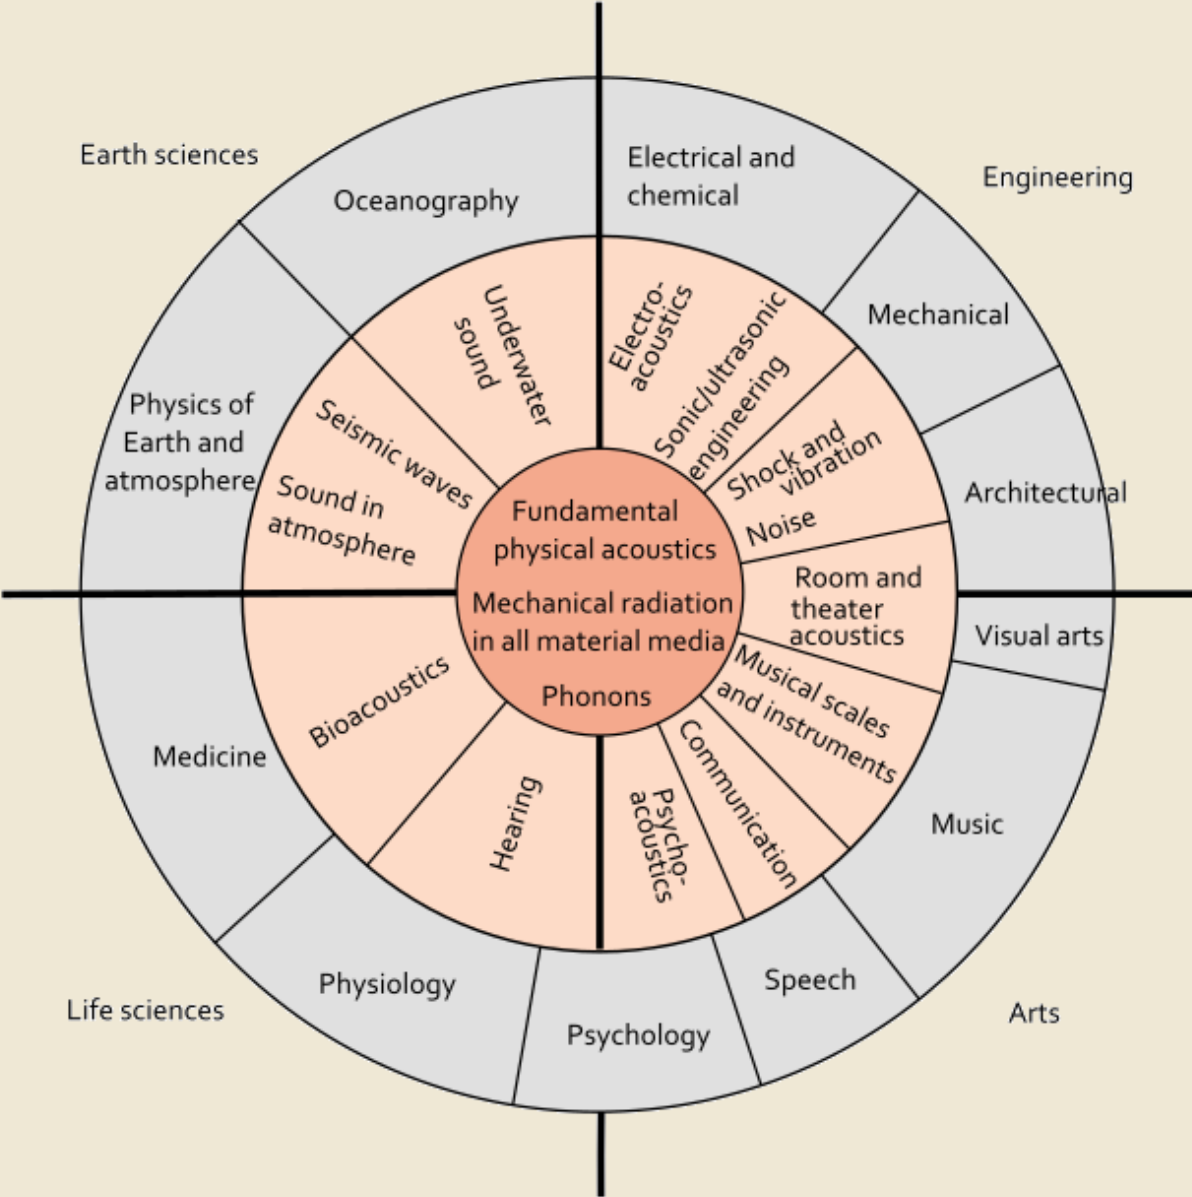 Earth sciences
Engineering
Oceanography
Electrical and
chemical
Mechanical
Architectural
Physics of
Earth and
atmosphere
Underwater
sound
Electro-
acoustics
Sonic/ultrasonic
engineering
Seismic waves
Sound in
atmosphere
Shock and
vibration
Noise
Fundamental
physical acoustics
Mechanical radiation
in all material media
Phonons
Room and
theater
acoustics
Visual arts
Musical scales
and instruments
Bioacoustics
Medicine
Hearing
Psycho-
acoustics
Communication
Music
Physiology
Psychology
Speech
Life sciences
Arts